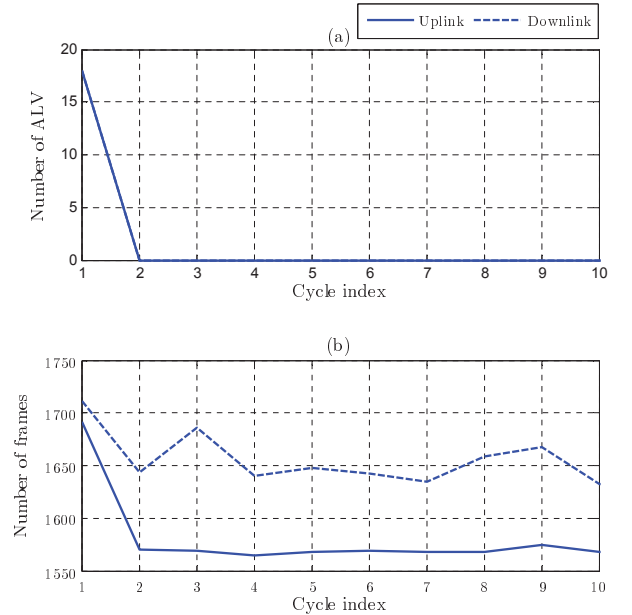 Uplink Downlink
(a)
Number of ALV
20
15
10
5
0
1 2 3 4 5 6 7 8 9 10
Cycle index
(b)
Number of frames
1750
1700
1650
1600
1550
1 2 3 4 5 6 7 8 9 10
Cycle index